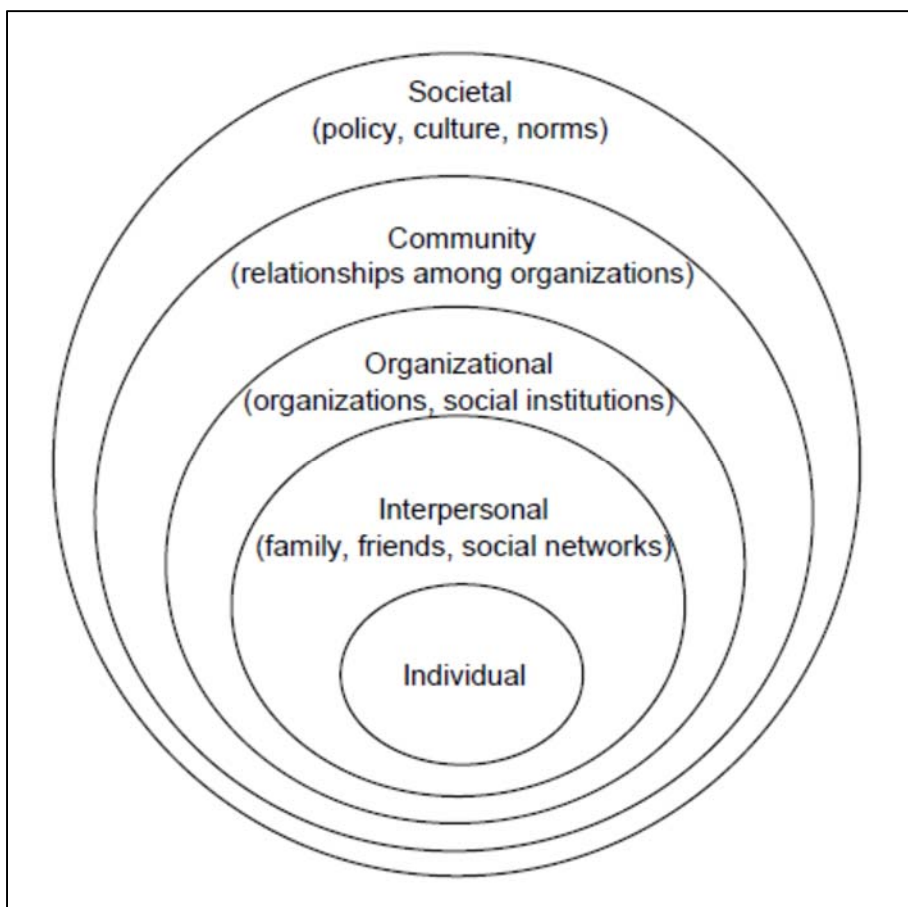 Societal
(policy, culture, norms)
Community
(relationships among organizations)
Organizational
(organizations, social institutions)
Interpersonal
(family, friends, social networks)
Individual